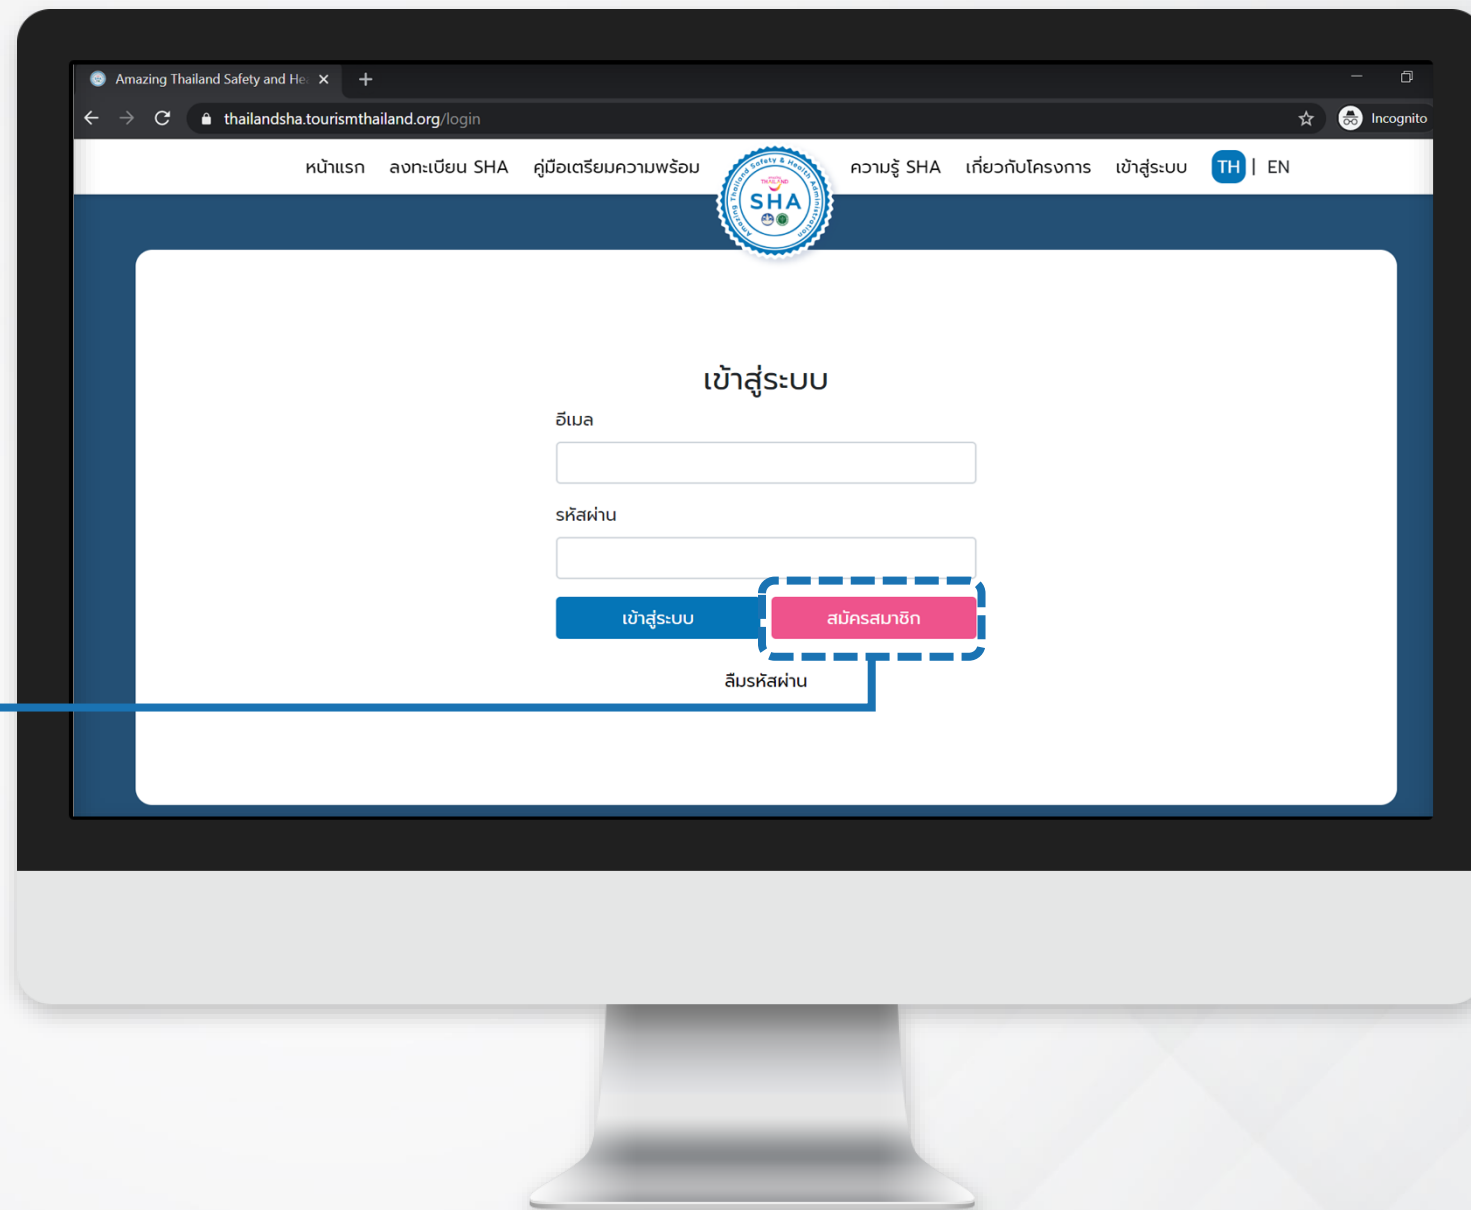 Amazing Thailand Safety and He
thailandsha.tourismthailand.org/login
Incognito
หน้าแรก ลงทะเบียน SHA คู่มือเตรียมความพร้อม ความรู้ SHA เกี่ยวกับโครงการ เข้าสู่ระบบ TH | EN
Amazing Thailand Safety & Health Administration
THAILAND
SHA
เข้าสู่ระบบ
อีเมล
รหัสผ่าน
เข้าสู่ระบบ สมัครสมาชิก
ลืมรหัสผ่าน